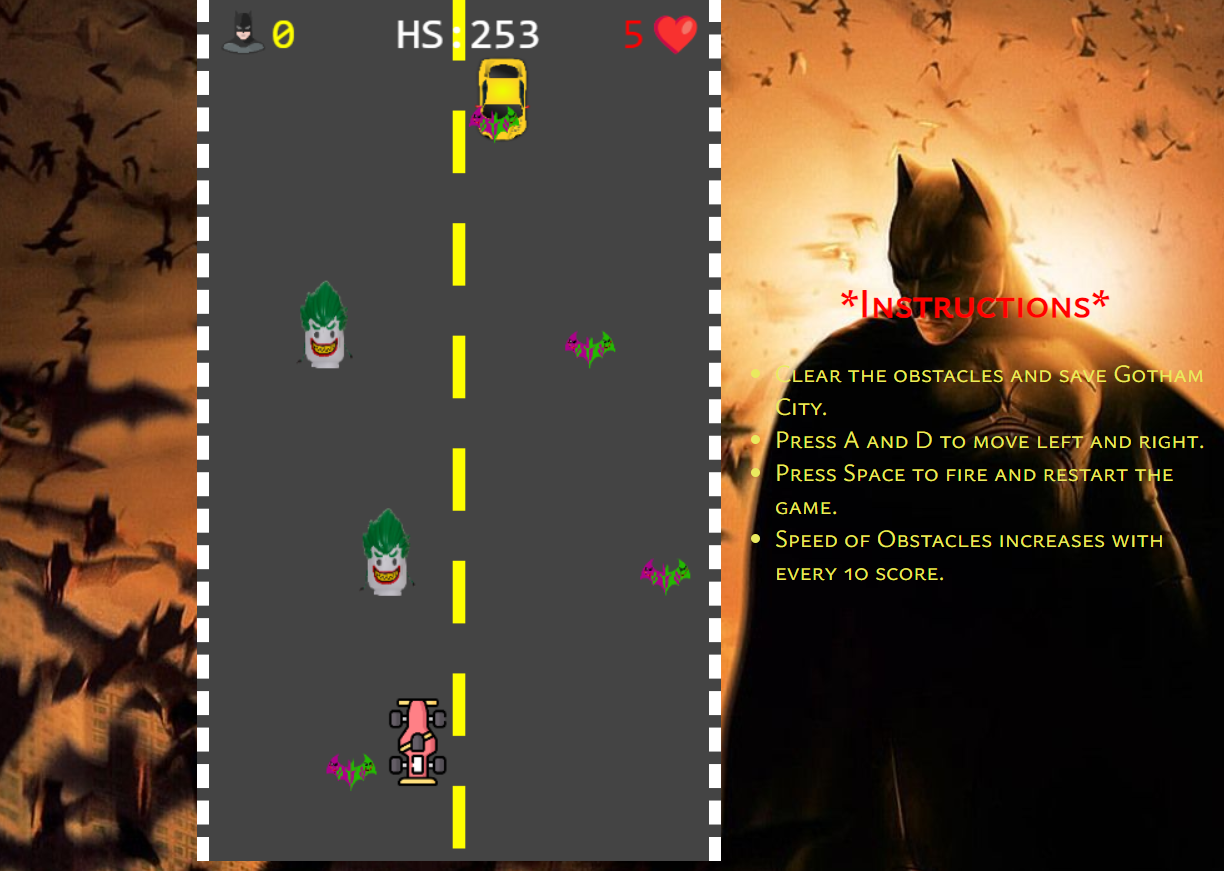 0 HS:253 5
*Instructions*
Clear the obstacles and save Gotham
City.
Press A and D to move left and right.
Press Space to fire and restart the
game.
Speed of Obstacles increases with
every 10 score.